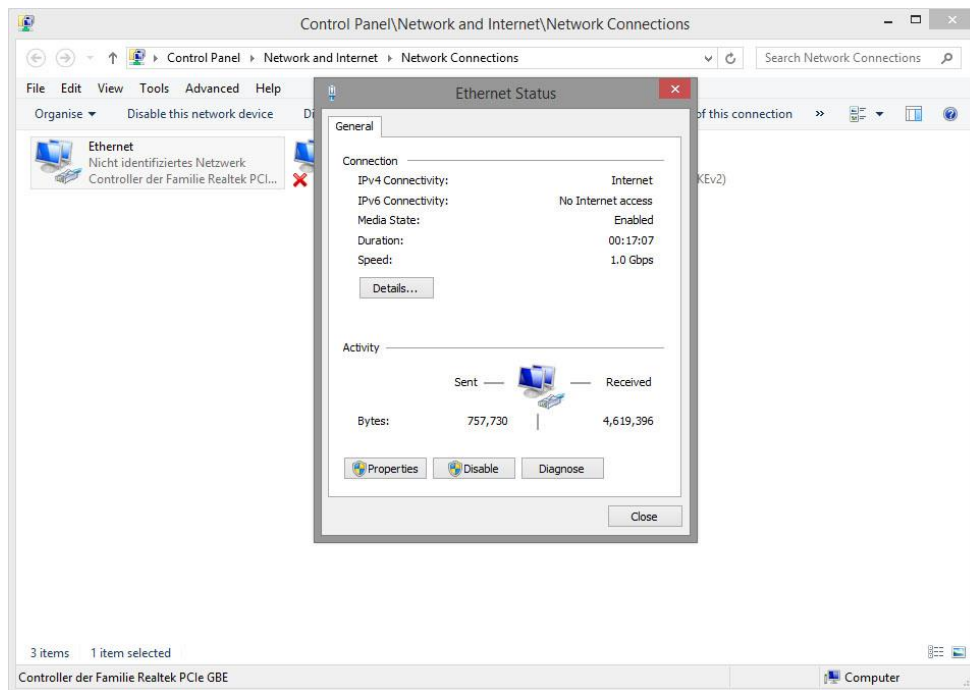 Control Panel\Network and Internet\Network Connections
Control Panel Network and Internet Network Connections
Search Network Connections
File Edit View Tools Advanced Help
Organise Disable this network device Di
of this connection »
Ethernet
Nicht identifiziertes Netzwerk
Controller der Familie Realtek PCI...
KEv2)
Ethernet Status
General
Connection
IPv4 Connectivity: Internet
IPv6 Connectivity: No Internet access
Media State: Enabled
Duration: 00:17:07
Speed: 1.0 Gbps
Details...
Activity
Sent Received
Bytes: 757,730 4,619,396
Properties Disable Diagnose
Close
3 items 1 item selected
Controller der Familie Realtek PCIe GBE Computer